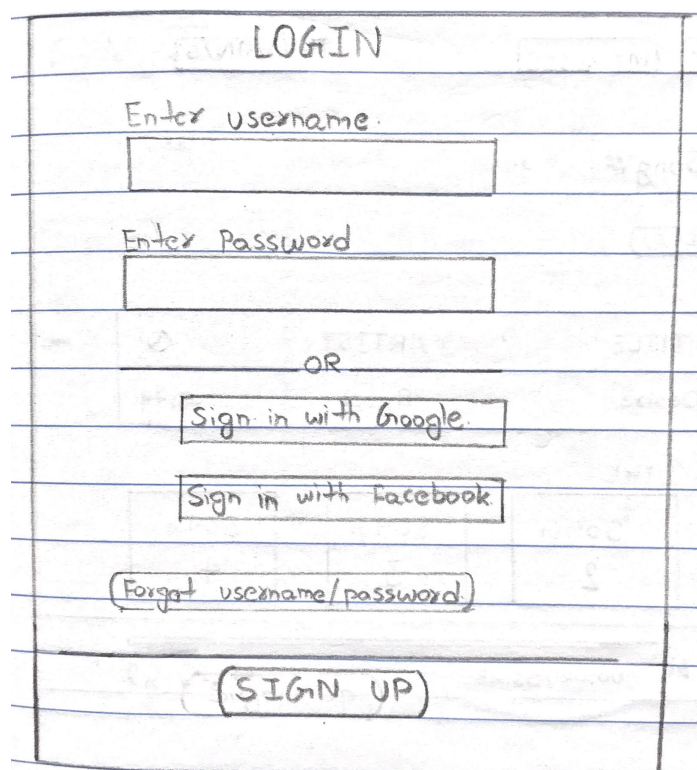 LOGIN
Enter username.
Enter Password
OR
Sign in with Google.
Sign in with Facebook.
Forgot username/password.
SIGN UP